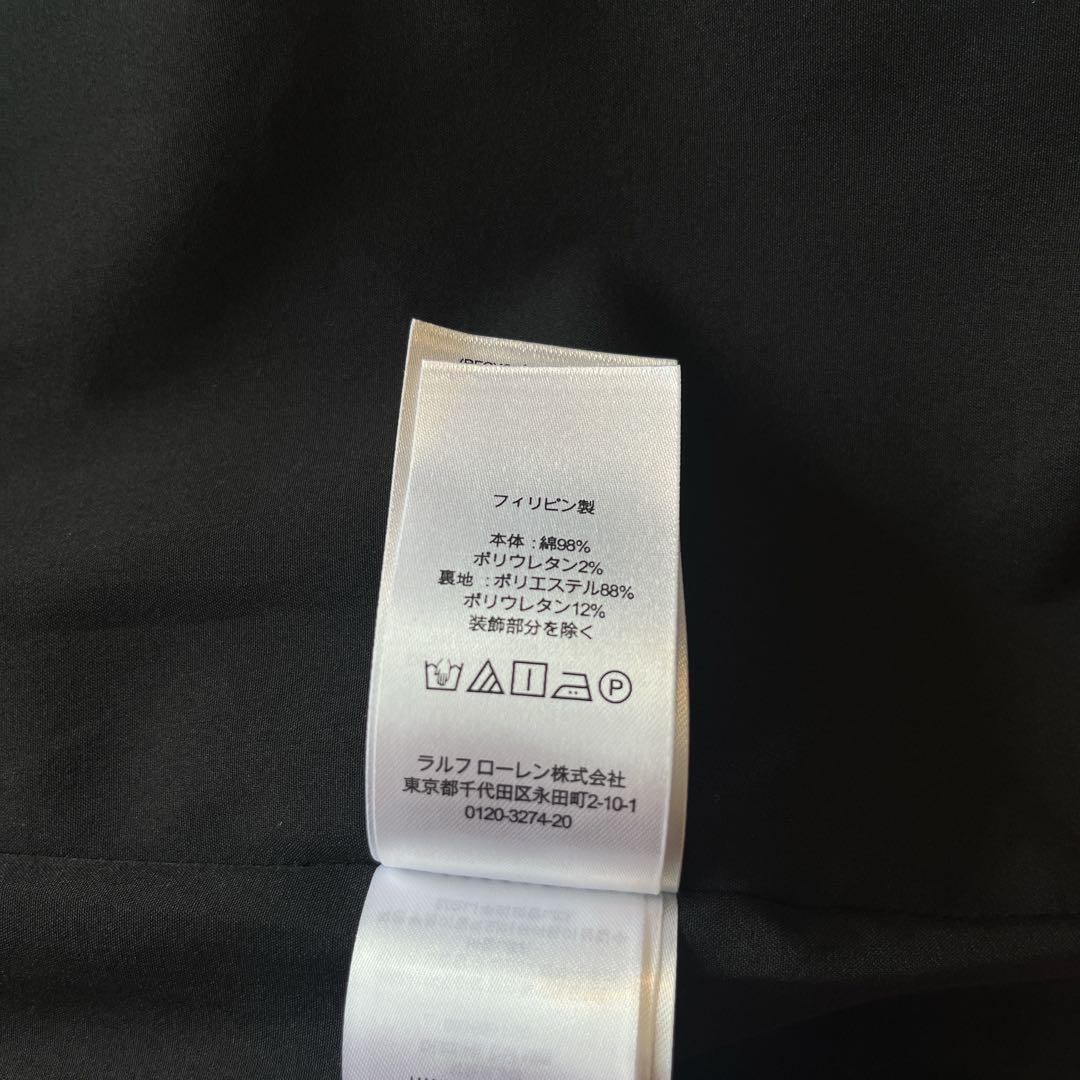 フィリピン製
本体 : 綿98%
ポリウレタン2%
裏地 : ポリエステル88%
ポリウレタン12%
装飾部分を除く
P
ラルフ ローレン株式会社
東京都千代田区永田町2-10-1
0120-3274-20